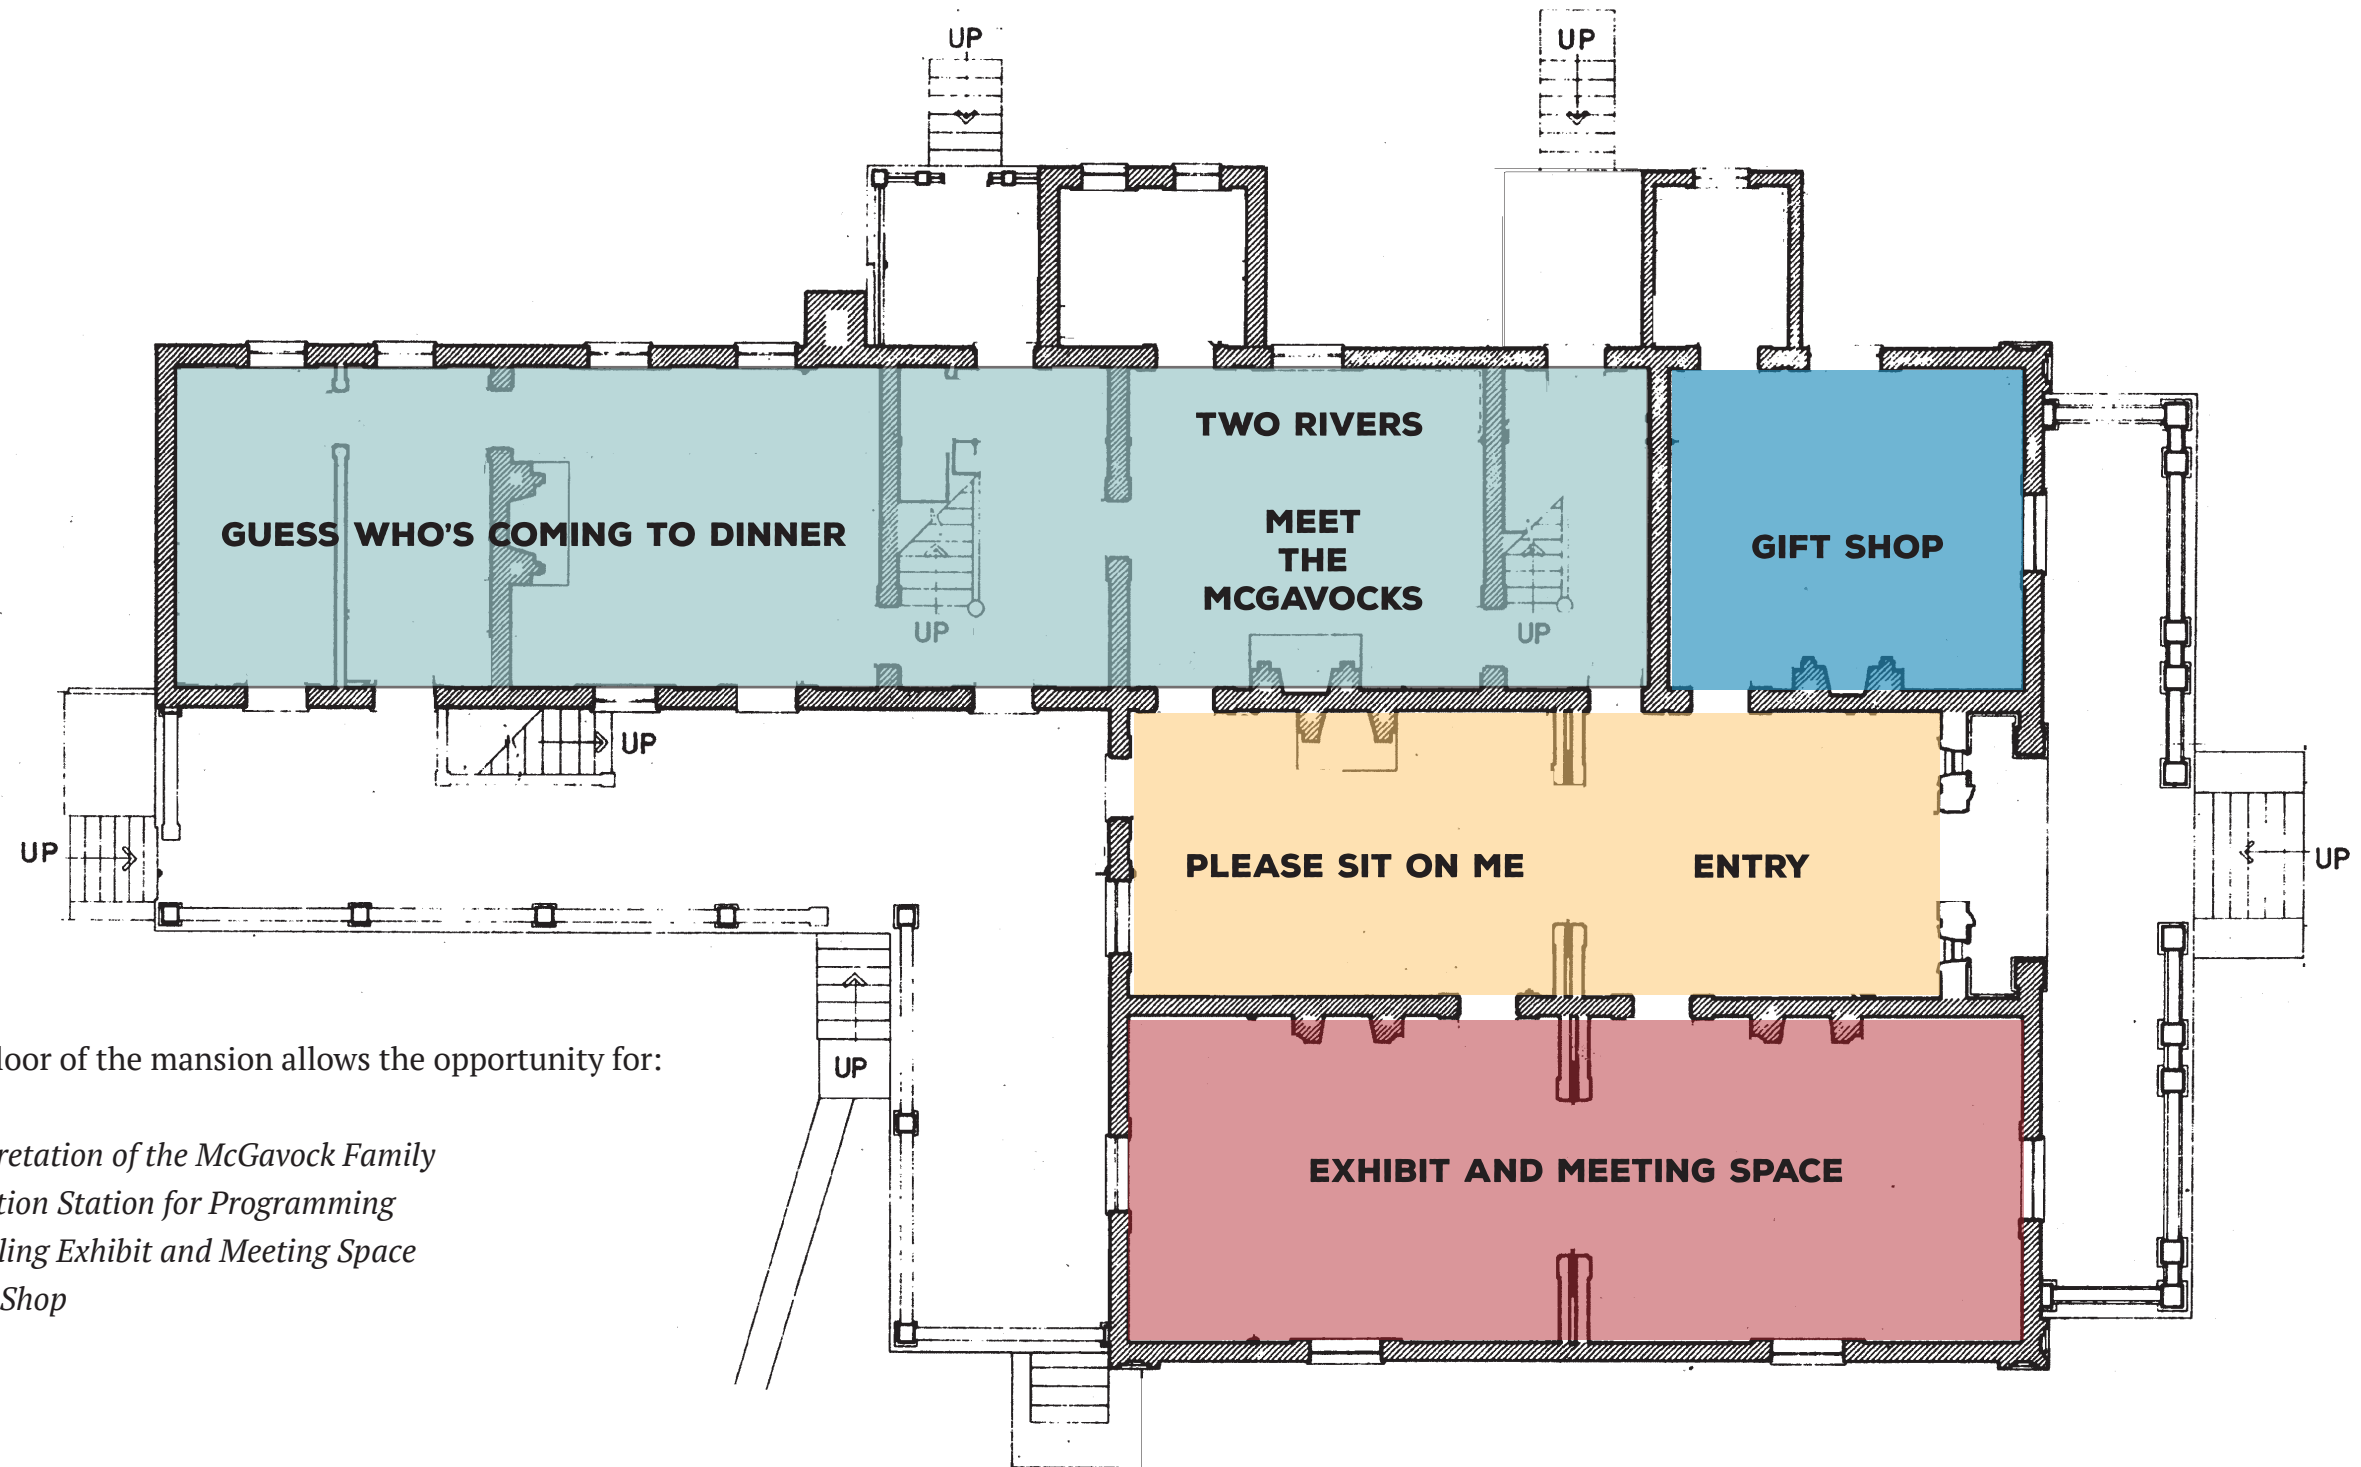 UP
UP
TWO RIVERS
GUESS WHO'S COMING TO DINNER
MEET
THE
MCGAVOCKS
GIFT SHOP
UP
UP
UP
UP
PLEASE SIT ON ME
ENTRY
UP
loor of the mansion allows the opportunity for:
UP
retation of the McGavock Family
EXHIBIT AND MEETING SPACE
tion Station for Programming
ling Exhibit and Meeting Space
Shop